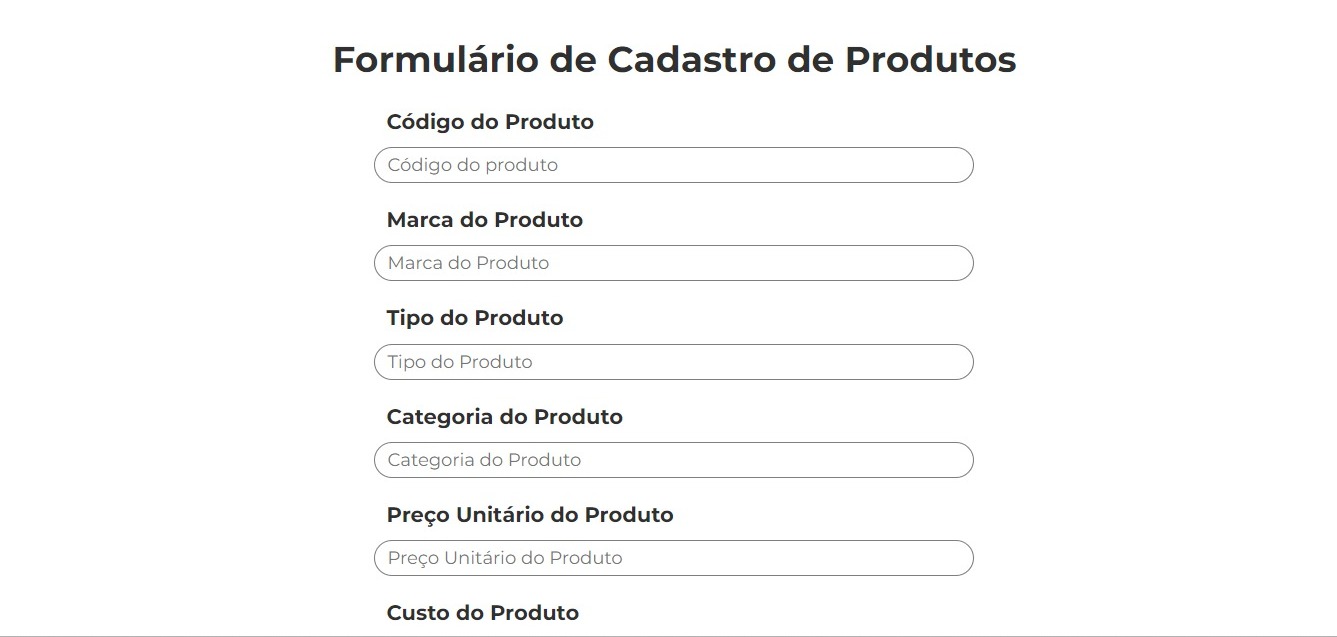 Formulário de Cadastro de Produtos
Código do Produto
Código do produto
Marca do Produto
Marca do Produto
Tipo do Produto
Tipo do Produto
Categoria do Produto
Categoria do Produto
Preço Unitário do Produto
Preço Unitário do Produto
Custo do Produto